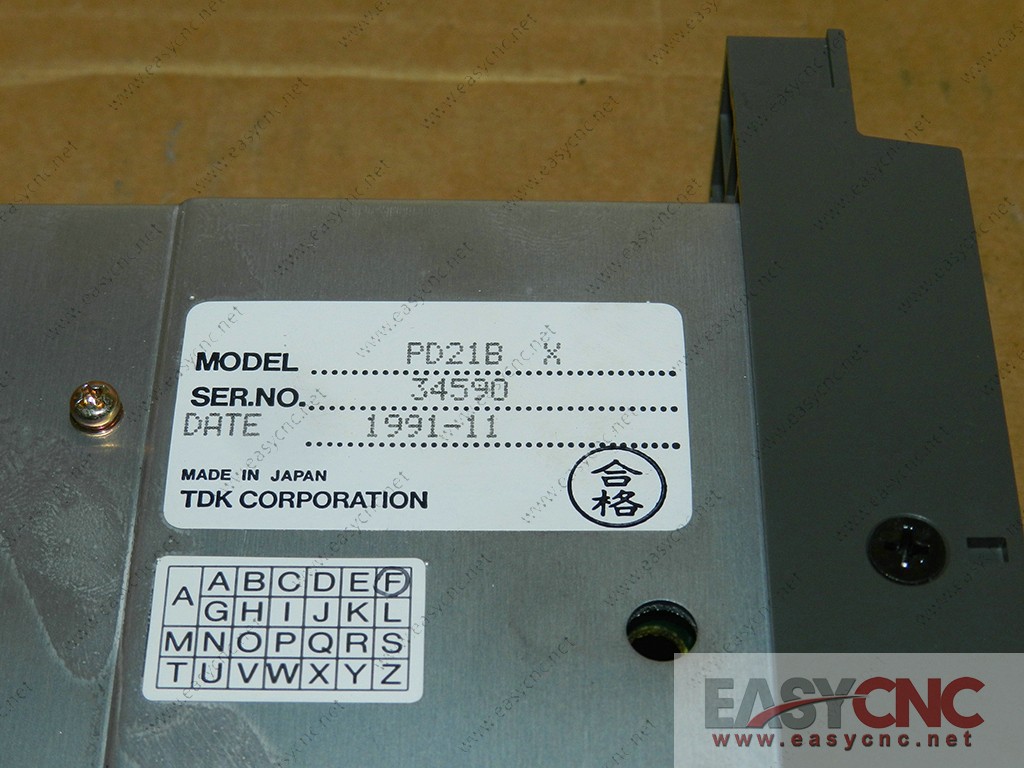 MODEL PD21B X
SER.NO. 34590
DATE 1991-11
MADE IN JAPAN
TDK CORPORATION
合格
A A B C D E F
G H I J K L
M N O P Q R S
T U V W X Y Z
EASYCNC
www.easycnc.net